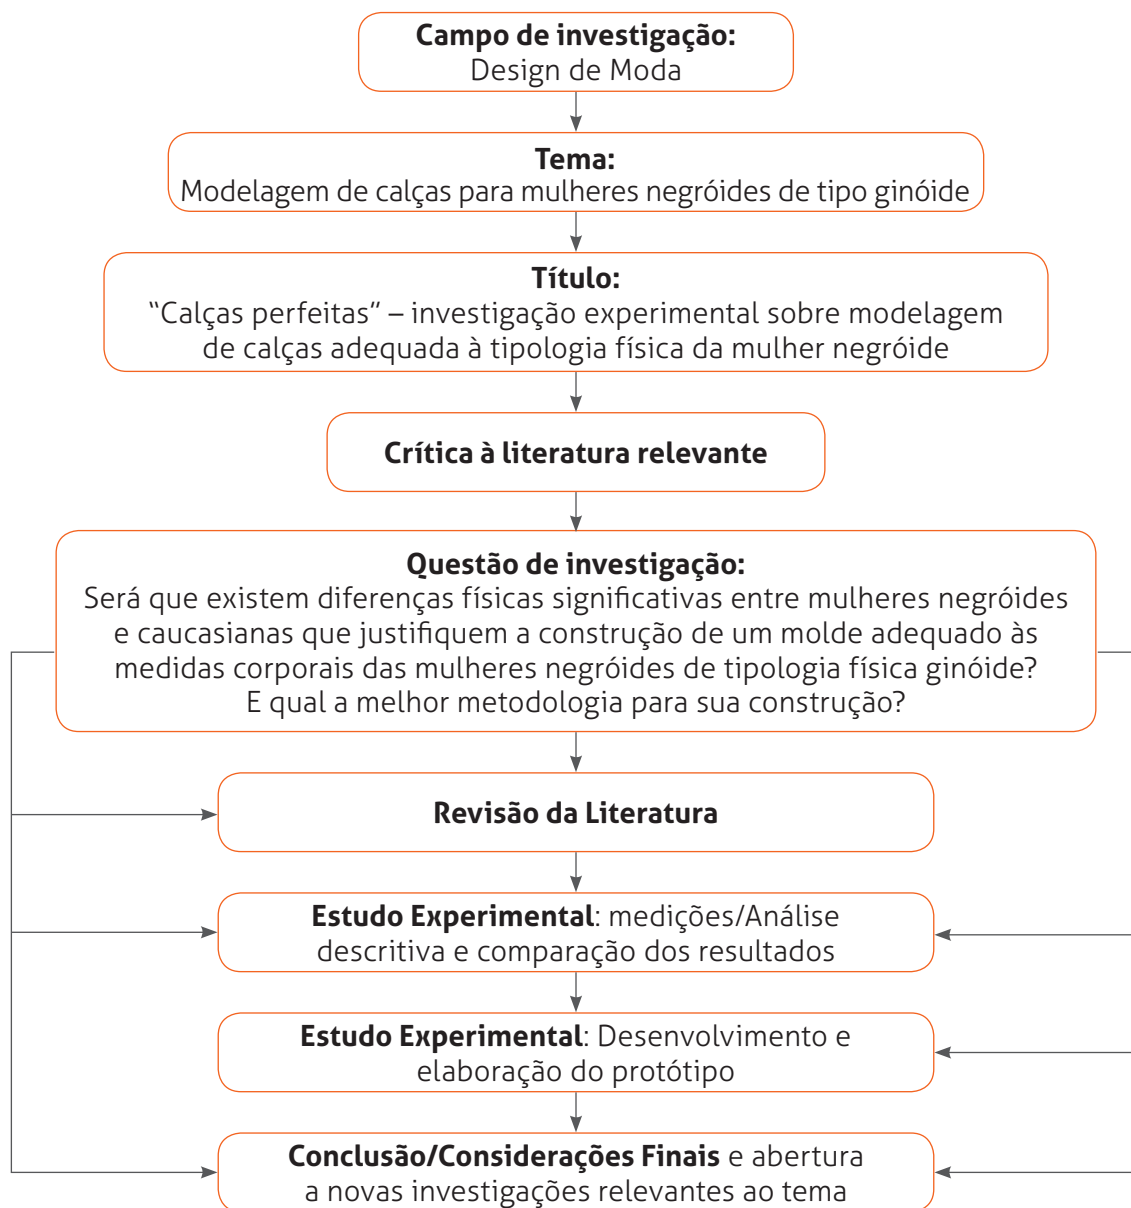 Campo de investigação:
Design de Moda
Tema:
Modelagem de calças para mulheres negróides de tipo ginóide
Título:
“Calças perfeitas” – investigação experimental sobre modelagem
de calças adequada à tipologia física da mulher negróide
Crítica à literatura relevante
Questão de investigação:
Será que existem diferenças físicas significativas entre mulheres negróides
e caucasianas que justifiquem a construção de um molde adequado às
medidas corporais das mulheres negróides de tipologia física ginóide?
E qual a melhor metodologia para sua construção?
Revisão da Literatura
Estudo Experimental: medições/Análise
descritiva e comparação dos resultados
Estudo Experimental: Desenvolvimento e
elaboração do protótipo
Conclusão/Considerações Finais e abertura
a novas investigações relevantes ao tema